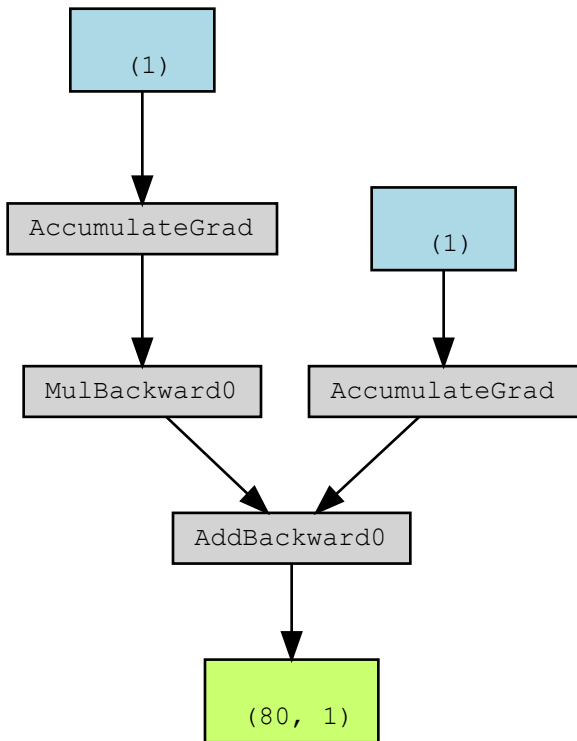 (1)
AccumulateGrad
(1)
MulBackward0
AccumulateGrad
AddBackward0
(80, 1)